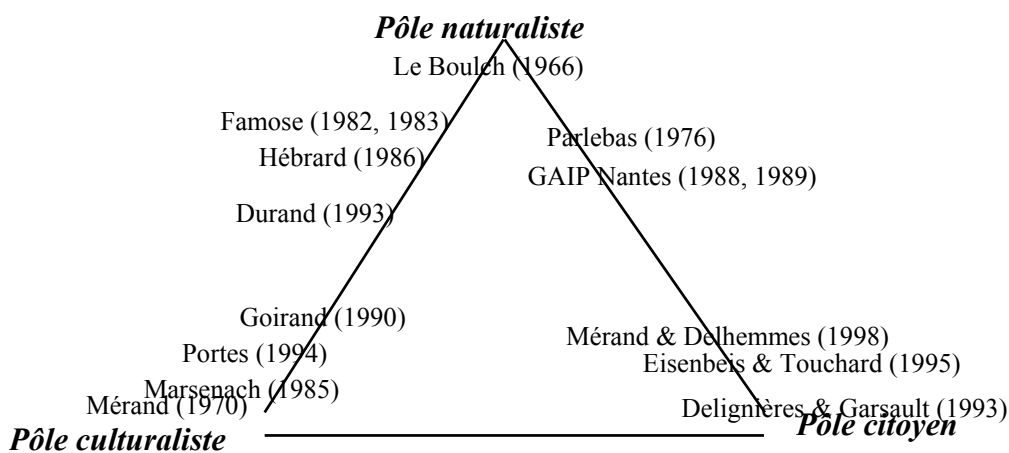 Pôle naturaliste
Le Boulch (1966)
Famose (1982, 1983)
Parlebas (1976)
Hébrard (1986)
GAIP Nantes (1988, 1989)
Durand (1993)
Goirand (1990)
Mérand & Delhemmes (1998)
Portes (1994)
Eisenbeis & Touchard (1995)
Marsenach (1985)
Mérand (1970)
Delignières & Garsault (1993)
Pôle citoyen
Pôle culturaliste